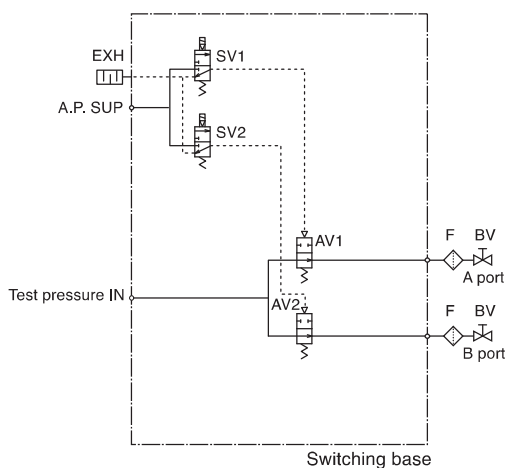 EXH
SV1
A.P. SUP
SV2
F BV
AV1
A port
Test pressure IN
AV2
F BV
B port
Switching base